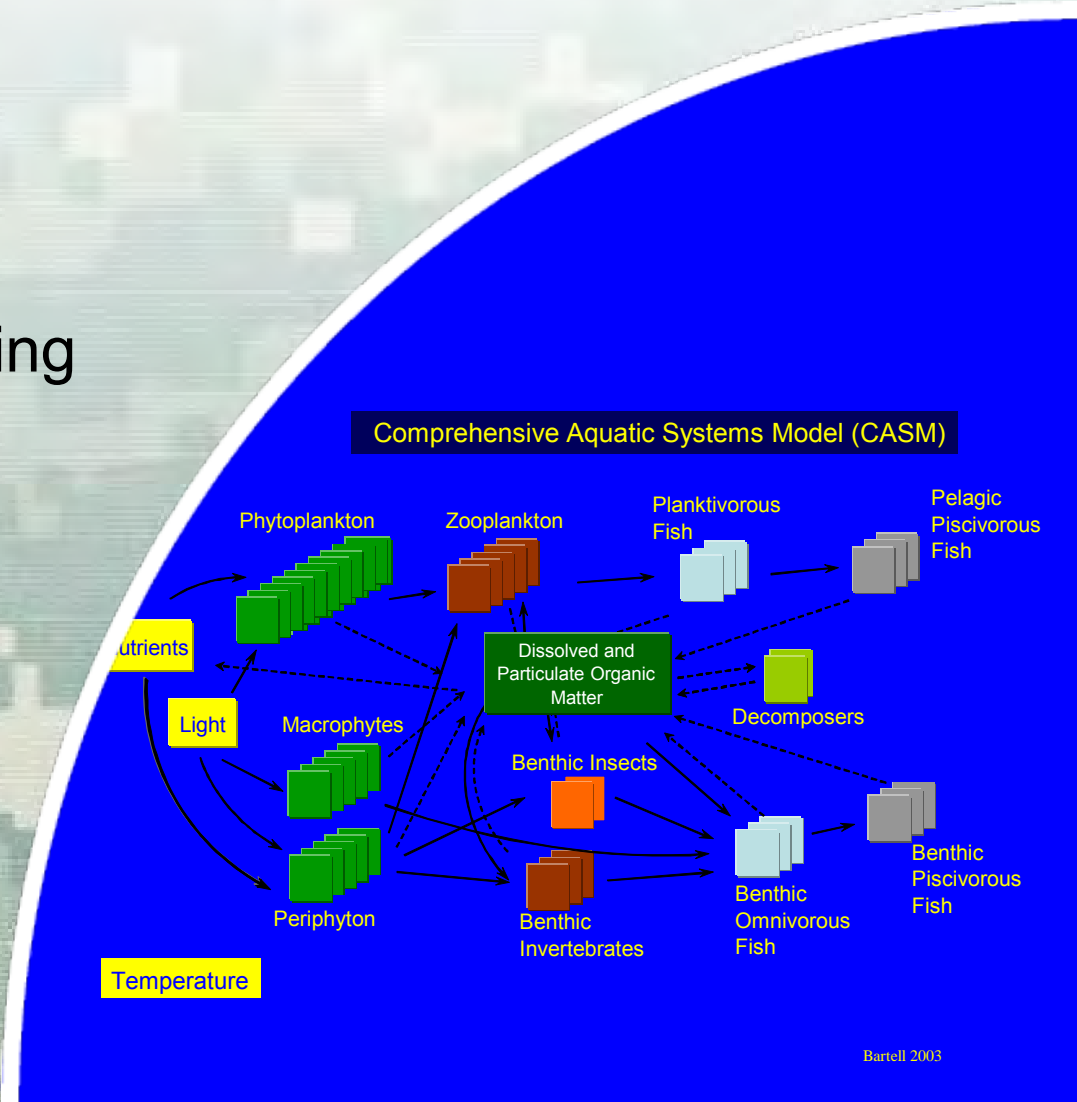 ing
Comprehensive Aquatic Systems Model (CASM)
Phytoplankton
Zooplankton
Planktivorous
Fish
Pelagic
Piscivorous
Fish
utrients
Light
Macrophytes
Dissolved and
Particulate Organic
Matter
Decomposers
Benthic Insects
Periphyton
Benthic
Invertebrates
Benthic
Omnivorous
Fish
Benthic
Piscivorous
Fish
Temperature
Bartell 2003